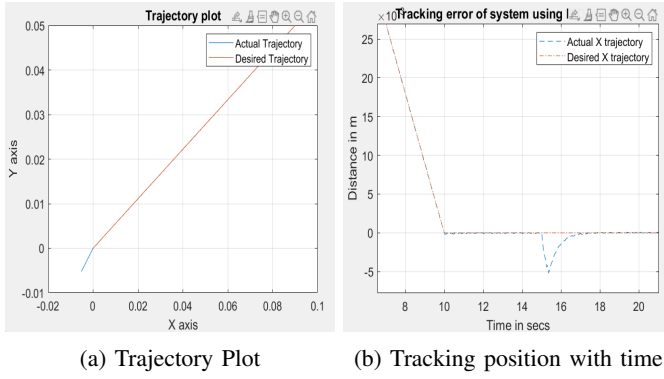 Trajectory plot
Actual Trajectory
Desired Trajectory
0.05
0.04
0.03
0.02
0.01
0
-0.01
Y axis
-0.02
0
0.02
0.04
0.06
0.08
0.1
X axis
(a) Trajectory Plot
Tracking error of system using
Actual X trajectory
Desired X trajectory
25
20
15
10
5
0
-5
Distance in m
8
10
12
14
16
18
20
Time in secs
(b) Tracking position with time